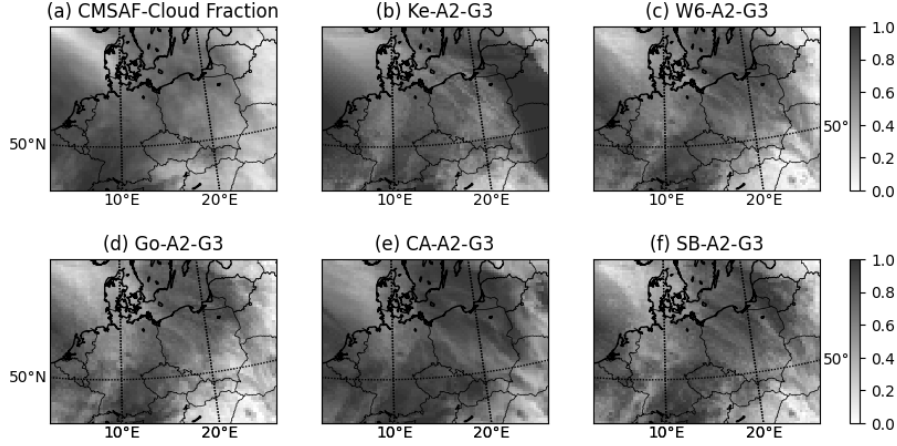 (a) CMSAF-Cloud Fraction
(b) Ke-A2-G3
(c) W6-A2-G3
1.0
0.8
0.6
0.4
0.2
0.0
50°N
50°
10°E
20°E
10°E
20°E
10°E
20°E
(d) Go-A2-G3
(e) CA-A2-G3
(f) SB-A2-G3
1.0
0.8
0.6
0.4
0.2
0.0
50°N
50°
10°E
20°E
10°E
20°E
10°E
20°E